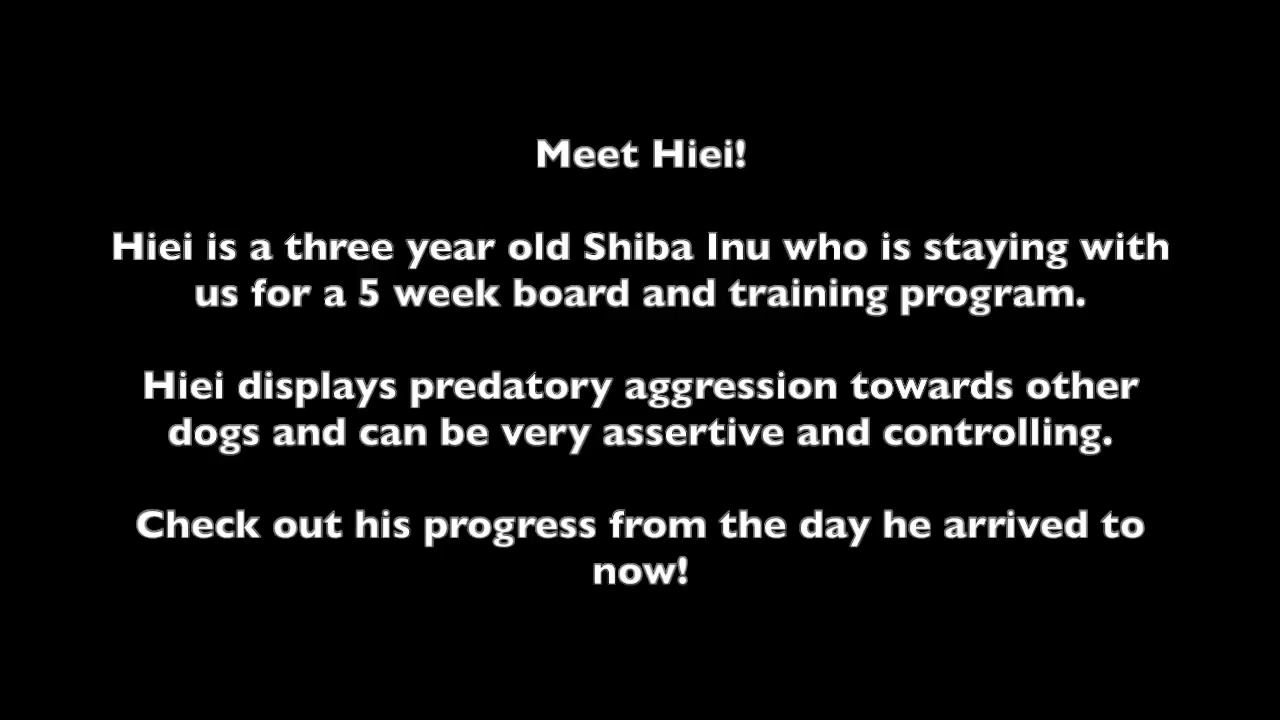 Meet Hiei!
Hiei is a three year old Shiba Inu who is staying with
us for a 5 week board and training program.
Hiei displays predatory aggression towards other
dogs and can be very assertive and controlling.
Check out his progress from the day he arrived to
now!